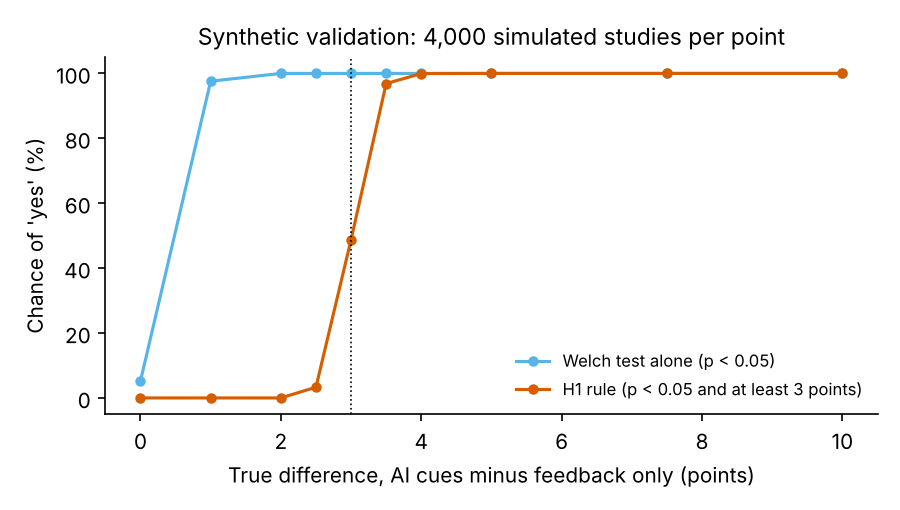 Synthetic validation: 4,000 simulated studies per point
Chance of 'yes' (%)
100
80
60
40
20
0
Welch test alone (p < 0.05)
H1 rule (p < 0.05 and at least 3 points)
0 2 4 6 8 10
True difference, AI cues minus feedback only (points)